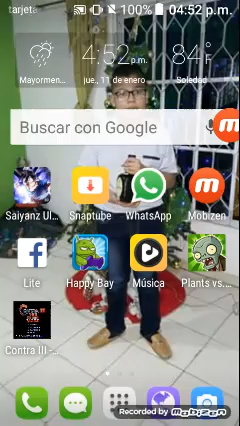 tarjeta 100% 04:52 p.m.
4:52 p.m. 84°F
Mayormen... jue., 11 de enero Soledad
Buscar con Google
Saiyanz Ul... Snaptube WhatsApp Mobizen
Lite Happy Bay Música Plants vs....
Contra III -...
Recorded by Mobizen